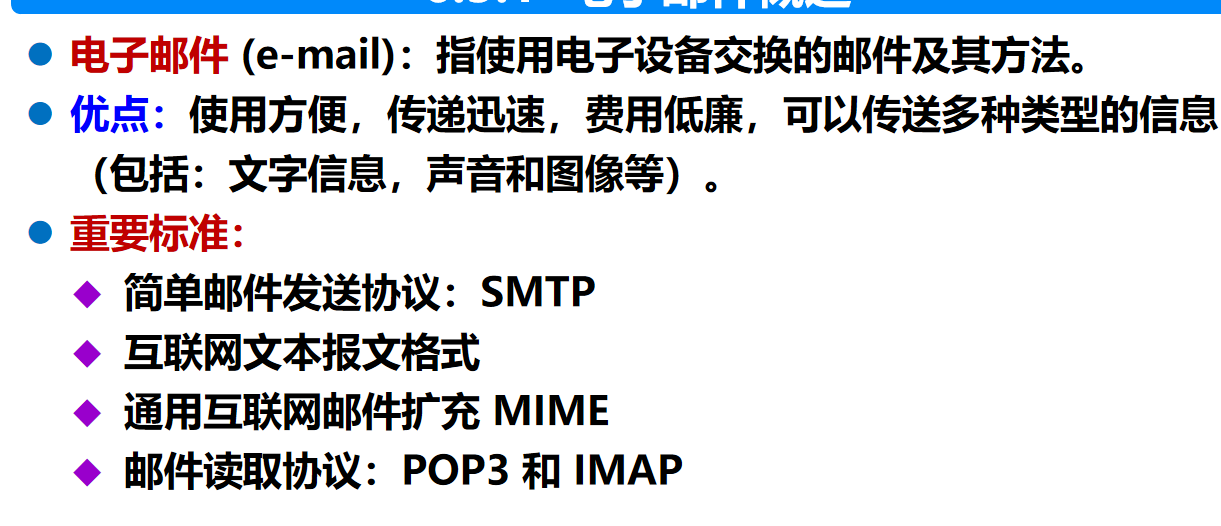 电子邮件 (e-mail)：指使用电子设备交换的邮件及其方法。
优点：使用方便，传递迅速，费用低廉，可以传送多种类型的信息
（包括：文字信息，声音和图像等）。
重要标准：
简单邮件发送协议：SMTP
互联网文本报文格式
通用互联网邮件扩充 MIME
邮件读取协议：POP3 和 IMAP